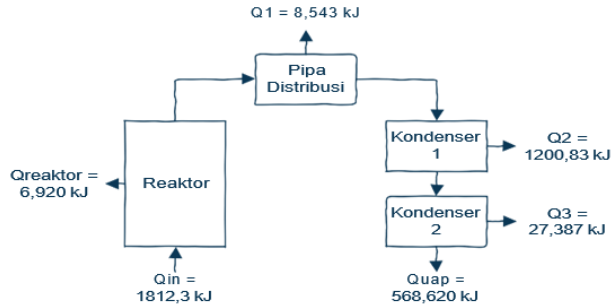 Q1 = 8,543 kJ
Pipa
Distribusi
Kondenser
1
Q2 =
1200,83 kJ
Qreaktor =
6,920 kJ
Reaktor
Kondenser
2
Q3 =
27,387 kJ
Qin =
1812,3 kJ
Quap =
568,620 kJ